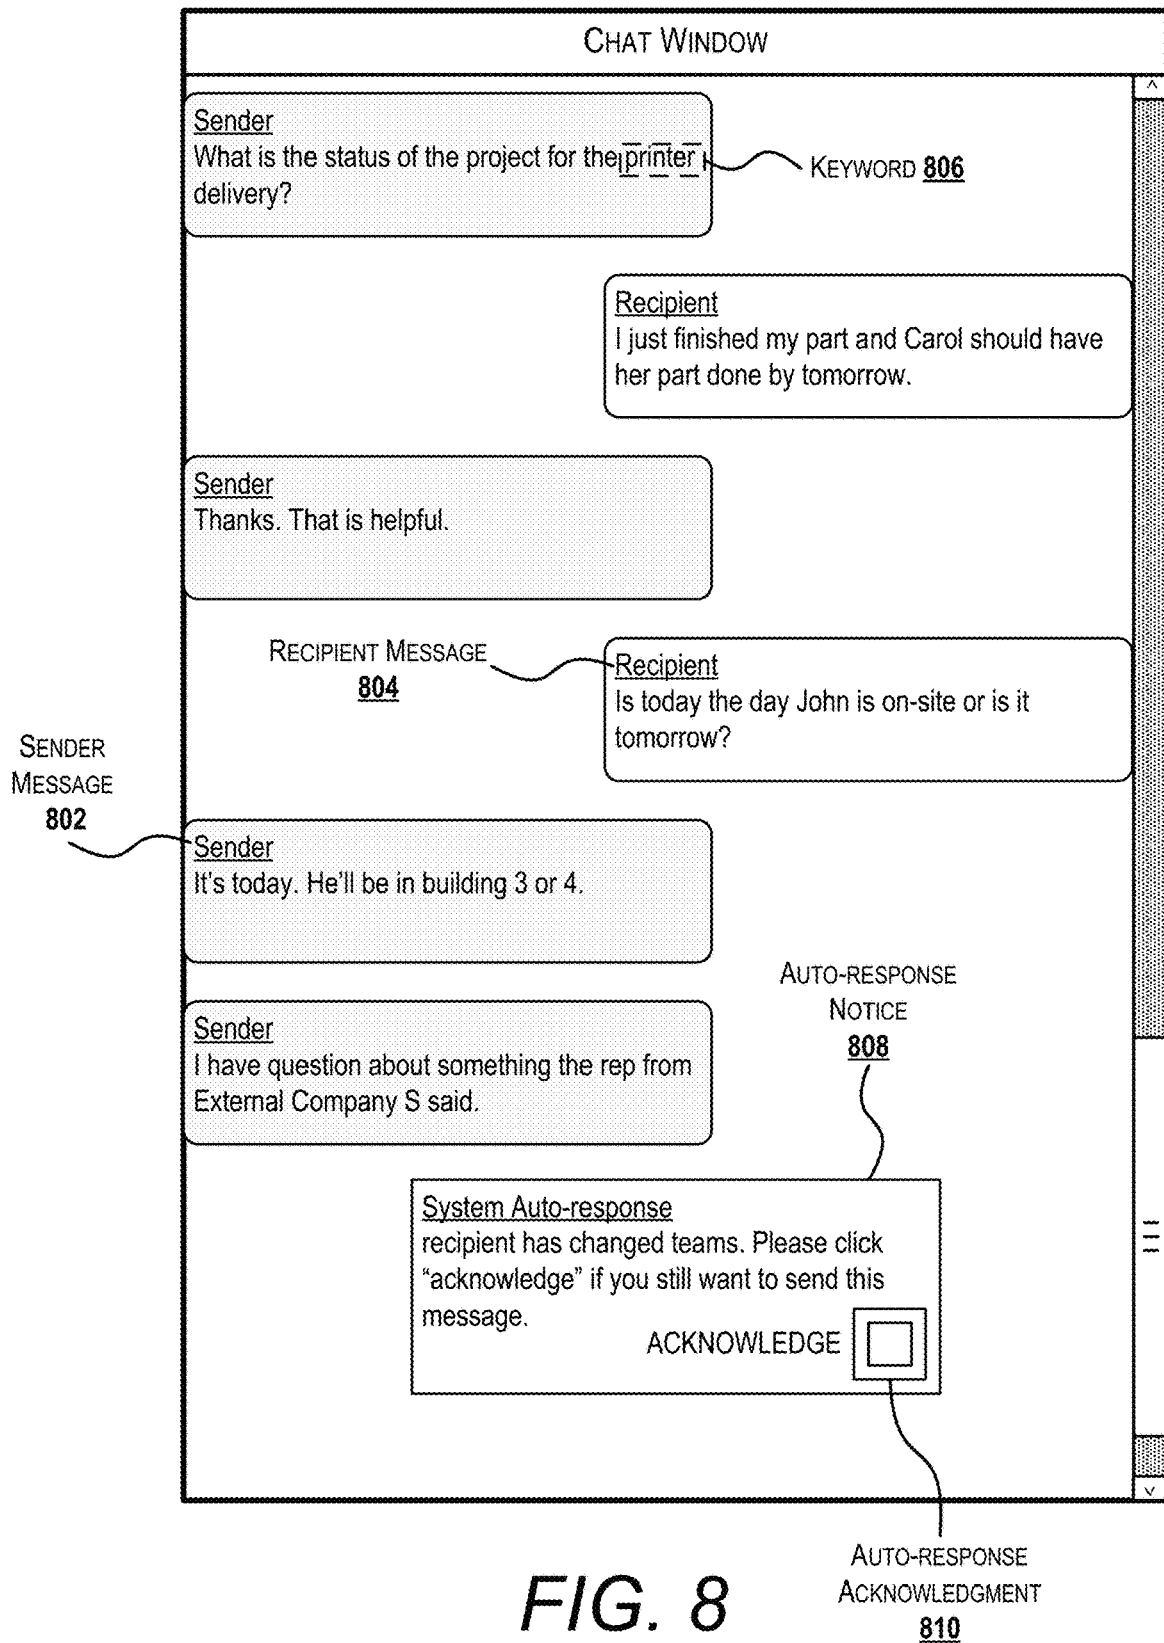 CHAT WINDOW
Sender
What is the status of the project for the printer
delivery?
KEYWORD 806
Recipient
I just finished my part and Carol should have
her part done by tomorrow.
Sender
Thanks. That is helpful.
RECIPIENT MESSAGE
804
Recipient
Is today the day John is on-site or is it
tomorrow?
SENDER
MESSAGE
802
Sender
It's today. He'll be in building 3 or 4.
AUTO-RESPONSE
NOTICE
808
Sender
I have question about something the rep from
External Company S said.
System Auto-response
recipient has changed teams. Please click
“acknowledge” if you still want to send this
message.
ACKNOWLEDGE
AUTO-RESPONSE
ACKNOWLEDGMENT
810
FIG. 8